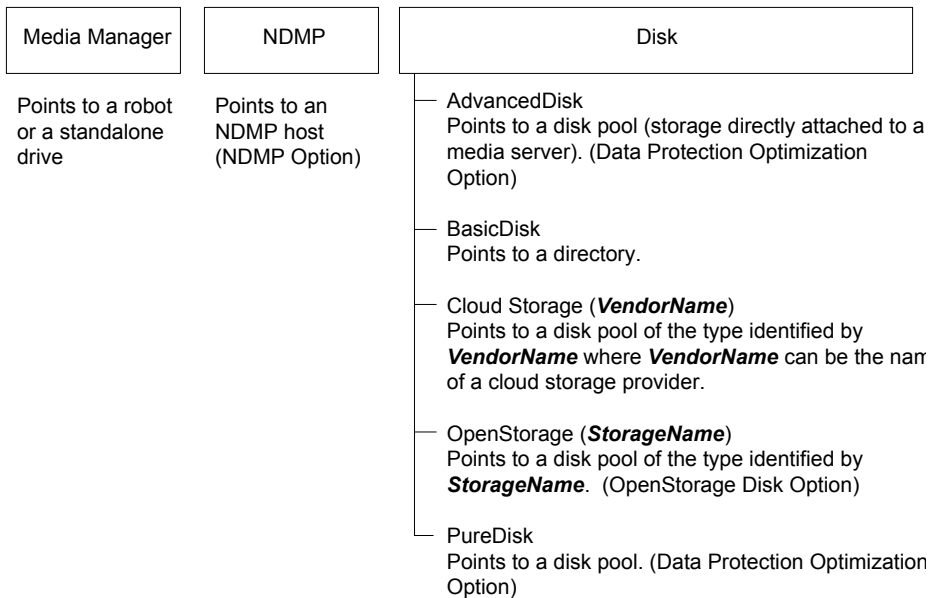 Media Manager
NDMP
Disk
Points to a robot
or a standalone
drive
Points to an
NDMP host
(NDMP Option)
AdvancedDisk
Points to a disk pool (storage directly attached to a
media server). (Data Protection Optimization
Option)
BasicDisk
Points to a directory.
Cloud Storage (VendorName)
Points to a disk pool of the type identified by
VendorName where VendorName can be the nam
of a cloud storage provider.
OpenStorage (StorageName)
Points to a disk pool of the type identified by
StorageName. (OpenStorage Disk Option)
PureDisk
Points to a disk pool. (Data Protection Optimization
Option)